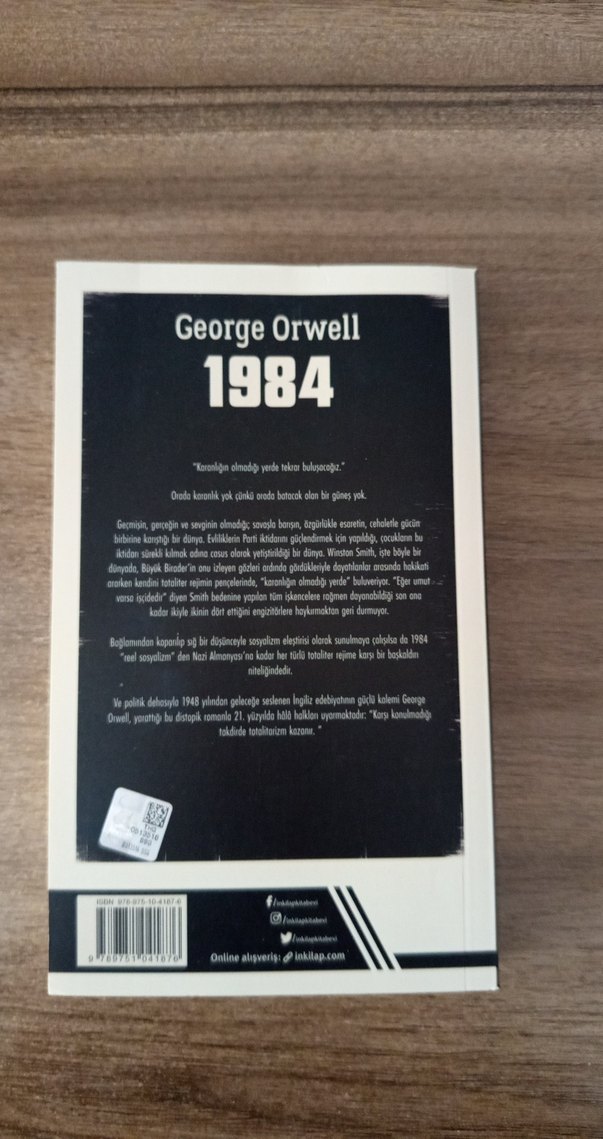 George Orwell
1984
“Karanlığın olmadığı yerde tekrar buluşacağız.”
Orada karanlık yok çünkü orada batacak olan bir güneş yok.
Geçmişin, gerçeğin ve sevginin olmadığı; savaşla barışın, özgürlükle esaretin, cehaletle gücün
birbirine karıştığı bir dünya. Evliliklerin Parti iktidarını güçlendirmek için yapıldığı, çocukların bu
iktidarı sürekli kılmak adına casus olarak yetiştirildiği bir dünya. Winston Smith, işte böyle bir
dünyada, Büyük Birader’in onu izleyen gözleri ardında gördükleriyle dayatılanlar arasında hakikati
ararken kendini totaliter rejimin pençelerinde, “karanlığın olmadığı yerde” buluveriyor. “Eğer umut
varsa işçidedir” diyen Smith bedenine yapılan tüm işkencelere rağmen dayanabildiği son ana
kadar ikiyle ikinin dört ettiğini engizitörlere haykırmaktan geri durmuyor.
Bağlamından koparılıp sığ bir düşünceyle sosyalizm eleştirisi olarak sunulmaya çalışılsa da 1984
“reel sosyalizm” den Nazi Almanyası’na kadar her türlü totaliter rejime karşı bir başkaldırı
niteliğindedir.
Ve politik dehasıyla 1948 yılından geleceğe seslenen İngiliz edebiyatının güçlü kalemi George
Orwell, yarattığı bu distopik romanla 21. yüzyılda hâlâ halkları uyarmaktadır: “Karşı konulmadığı
takdirde totalitarizm kazanır. ”
ISBN 978-975-10-4187-6
9 789751 041876
/inkilapkitabevi
/inkilapkitabevi
/inkilapkitabevi
Online alışveriş: inkilap.com